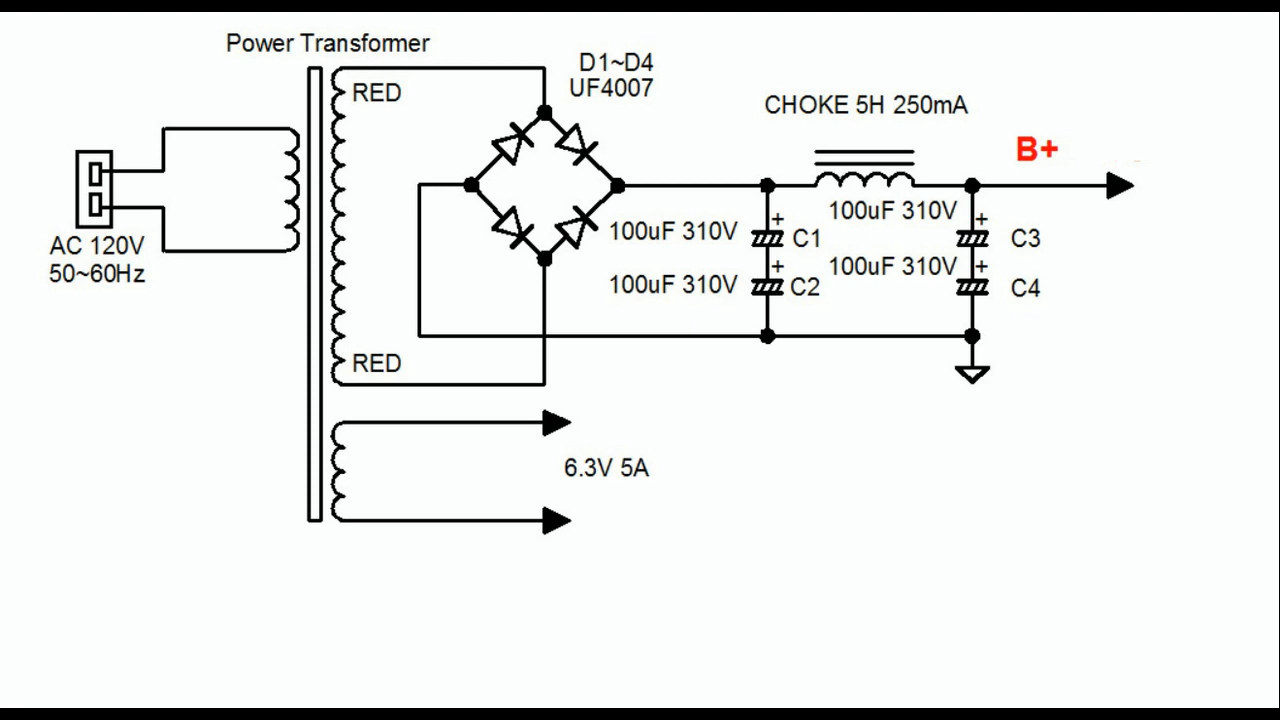 Power Transformer
D1~D4
UF4007
RED
CHOKE 5H 250mA
B+
AC 120V
50~60Hz
100uF 310V
+
C1
100uF 310V
+
C2
100uF 310V
+
C3
100uF 310V
+
C4
RED
6.3V 5A